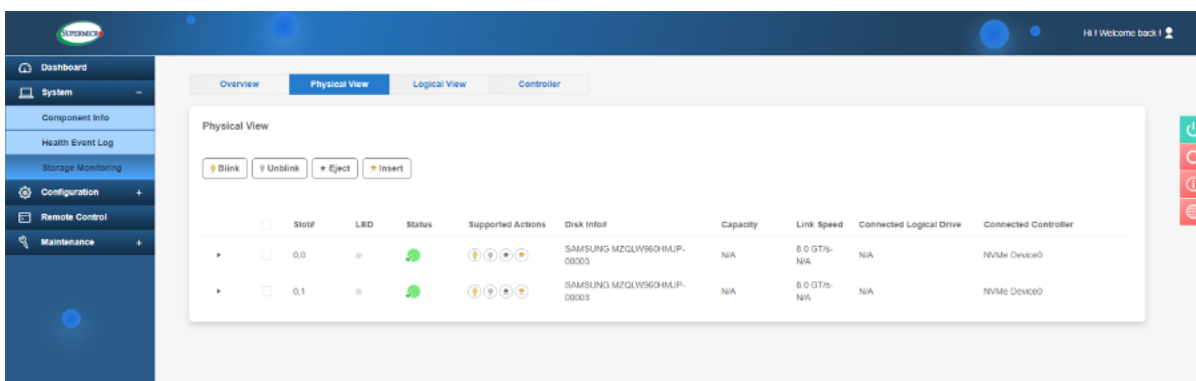 SUPERMICR
Hi ! Welcome back !
Dashboard
System −
Component Info
Health Event Log
Storage Monitoring
Configuration +
Remote Control
Maintenance +
Overview Physical View Logical View Controller
Physical View
Blink Unblink Eject Insert
Slot# LED Status Supported Actions Disk Info# Capacity Link Speed Connected Logical Drive Connected Controller
0,0 SAMSUNG MZQLW960HMJP-00003 N/A 8.0 GT/s-N/A N/A NVMe Device0
0,1 SAMSUNG MZQLW960HMJP-00003 N/A 8.0 GT/s-N/A N/A NVMe Device0